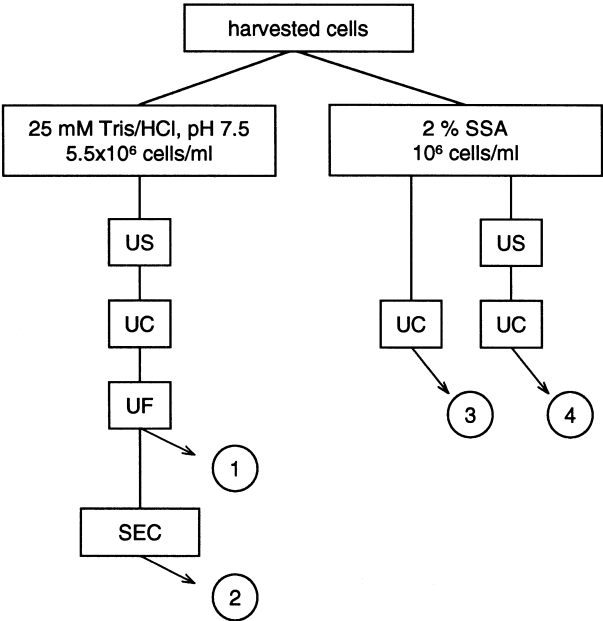 harvested cells
25 mM Tris/HCl, pH 7.5
5.5x10⁶ cells/ml
2 % SSA
10⁶ cells/ml
US
US
UC
UC
UC
UF
3
4
1
SEC
2